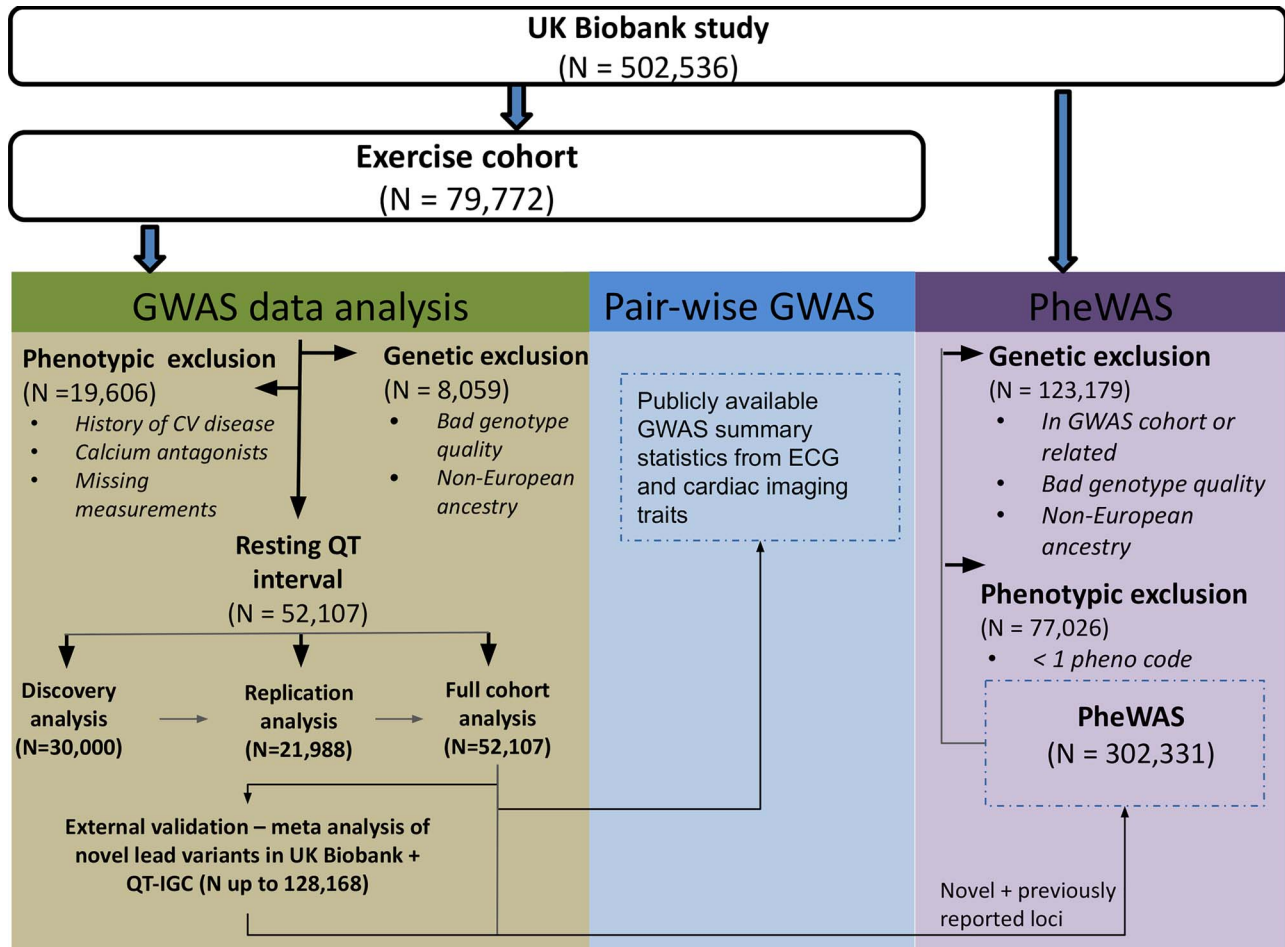 UK Biobank study
(N = 502,536)
Exercise cohort
(N = 79,772)
GWAS data analysis
Phenotypic exclusion
(N =19,606)
• History of CV disease
• Calcium antagonists
• Missing
measurements
Genetic exclusion
(N = 8,059)
• Bad genotype
quality
• Non-European
ancestry
Resting QT
interval
(N = 52,107)
Discovery
analysis
(N=30,000)
Replication
analysis
(N=21,988)
Full cohort
analysis
(N=52,107)
External validation – meta analysis of
novel lead variants in UK Biobank +
QT-IGC (N up to 128,168)
Pair-wise GWAS
Publicly available
GWAS summary
statistics from ECG
and cardiac imaging
traits
PheWAS
Genetic exclusion
(N = 123,179)
• In GWAS cohort or
related
• Bad genotype quality
• Non-European
ancestry
Phenotypic exclusion
(N = 77,026)
• < 1 pheno code
PheWAS
(N = 302,331)
Novel + previously
reported loci